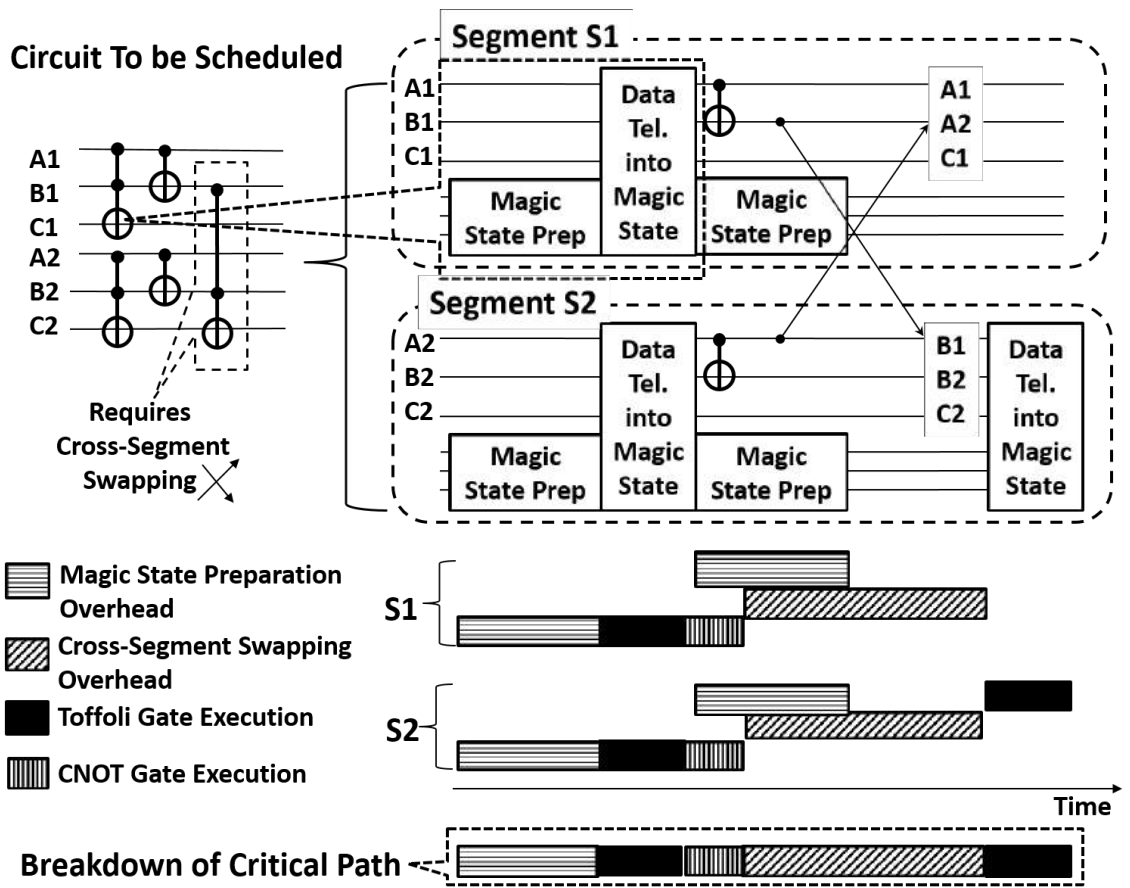 Circuit To be Scheduled
A1
B1
C1
A2
B2
C2
Requires
Cross-Segment
Swapping
Segment S1
A1
B1
C1
Data
Tel.
into
Magic
State
Magic
State Prep
Magic
State Prep
A1
A2
C1
Segment S2
A2
B2
C2
Data
Tel.
into
Magic
State
Magic
State Prep
Magic
State Prep
B1
B2
C2
Data
Tel.
into
Magic
State
Magic State Preparation
Overhead
Cross-Segment Swapping
Overhead
Toffoli Gate Execution
CNOT Gate Execution
S1
S2
Time
Breakdown of Critical Path